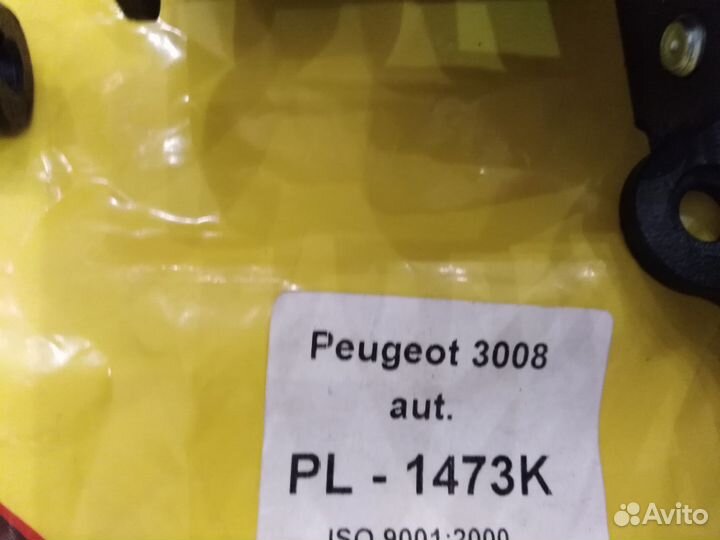 Peugeot 3008
aut.
PL - 1473K
ISO 9001:2000
Avito